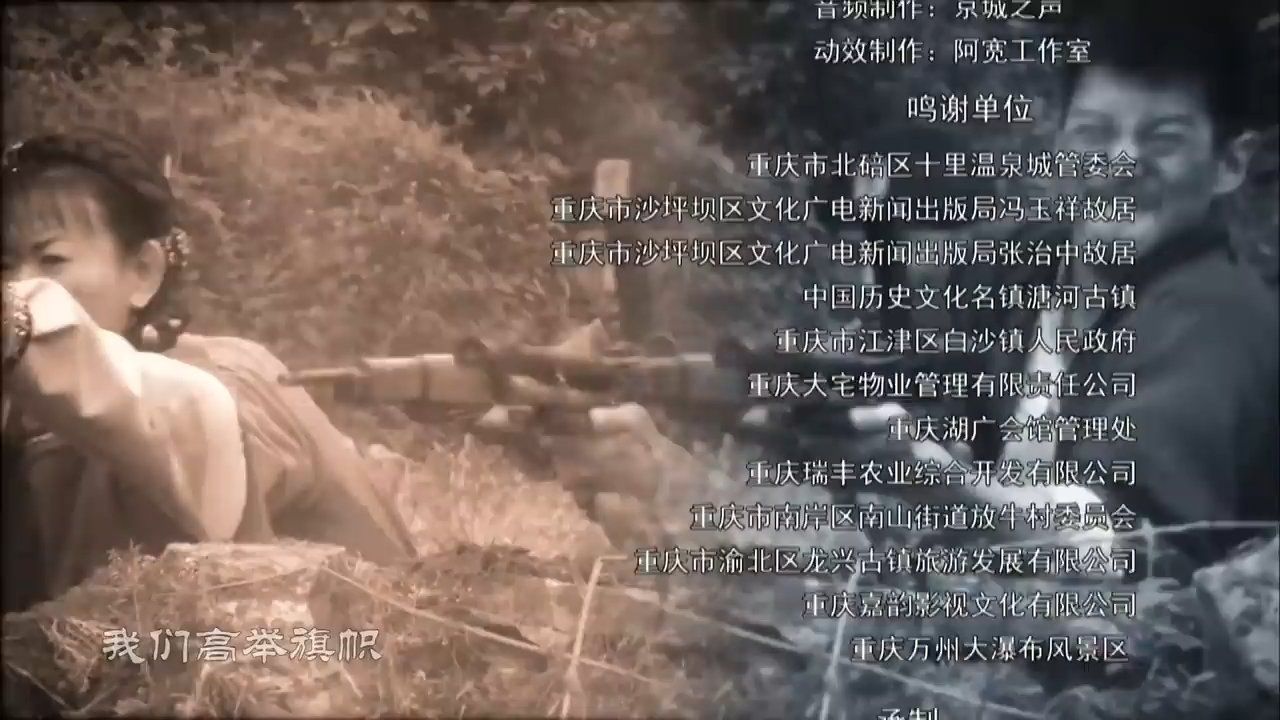 音频制作：京城之声
动效制作：阿宽工作室
鸣谢单位
重庆市北碚区十里温泉城管委会
重庆市沙坪坝区文化广电新闻出版局冯玉祥故居
重庆市沙坪坝区文化广电新闻出版局张治中故居
中国历史文化名镇溏河古镇
重庆市江津区白沙镇人民政府
重庆大宅物业管理有限责任公司
重庆湖广会馆管理处
重庆瑞丰农业综合开发有限公司
重庆市南岸区南山街道放牛村委员会
重庆市渝北区龙兴古镇旅游发展有限公司
重庆嘉韵影视文化有限公司
重庆万州大瀑布风景区
我们高举旗帜
承制